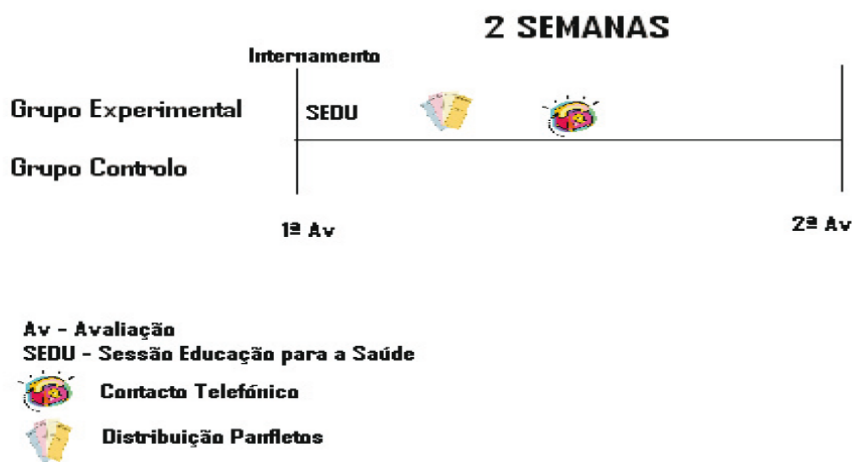 2 SEMANAS
Internamento
Grupo Experimental
SEDU
Grupo Controlo
1ª Av
2ª Av
Av - Avaliação
SEDU - Sessão Educação para a Saúde
Contacto Telefónico
Distribuição Panfletos